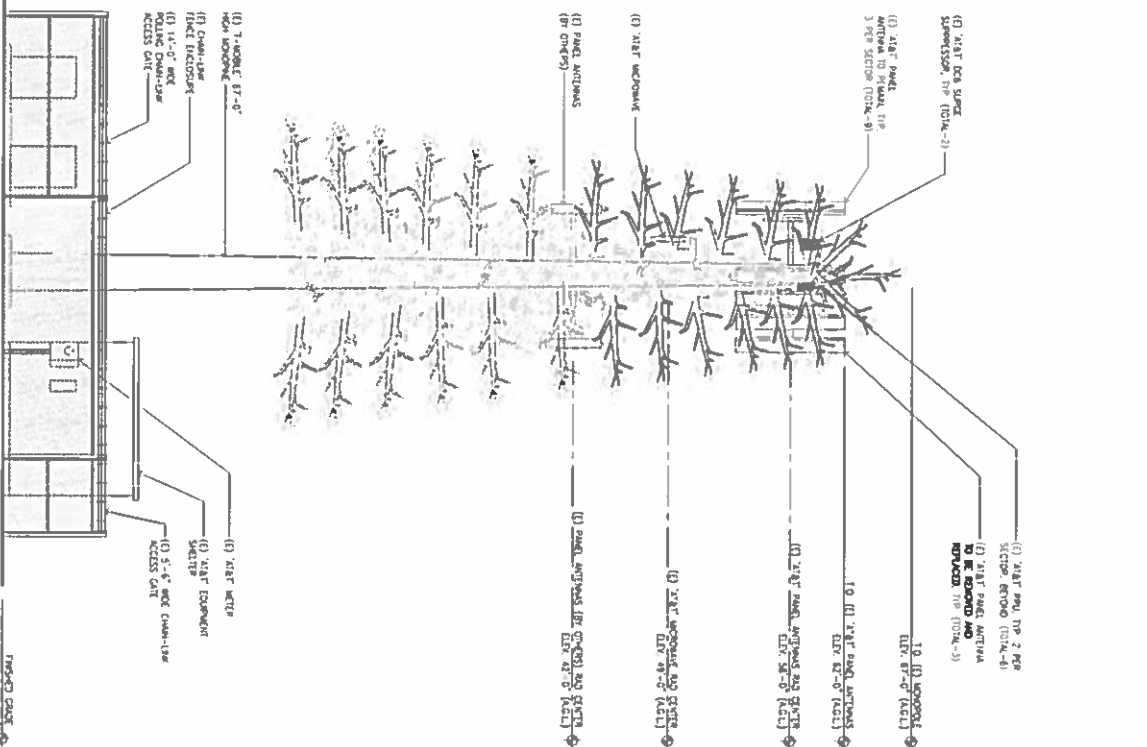 (E) 'AT&T' DC6 SURGE
SUPPRESSOR, TYP. (TOTAL-2)
(E) 'AT&T' PANEL
ANTENNA TO REMAIN, TYP.
3 PER SECTOR (TOTAL-9)
(E) 'AT&T' MICROWAVE
(E) PANEL ANTENNAS
(BY OTHERS)
(E) T-MOBILE 67'-0"
HIGH MONOPINE
(E) CHAIN-LINK
FENCE ENCLOSURE
(E) 14'-0" WIDE
ROLLING CHAIN-LINK
ACCESS GATE
(E) 'AT&T' RRU, TYP. 2 PER
SECTOR, BEYOND (TOTAL-6)
(E) 'AT&T' PANEL ANTENNA
TO BE REMOVED AND
REPLACED, TYP. (TOTAL-3)
T.O. (E) MONOPOLE
ELEV. 67'-0" (A.G.L.)
T.O. (E) 'AT&T' PANEL ANTENNAS
ELEV. 62'-0" (A.G.L.)
(E) 'AT&T' PANEL ANTENNAS RAD CENTER
ELEV. 58'-0" (A.G.L.)
(E) 'AT&T' MICROWAVE RAD CENTER
ELEV. 49'-0" (A.G.L.)
(E) PANEL ANTENNAS (BY OTHERS) RAD CENTER
ELEV. 42'-0" (A.G.L.)
(E) 'AT&T' METER
(E) 'AT&T' EQUIPMENT
SHELTER
(E) 5'-6" WIDE CHAIN-LINK
ACCESS GATE
FINISHED GRADE